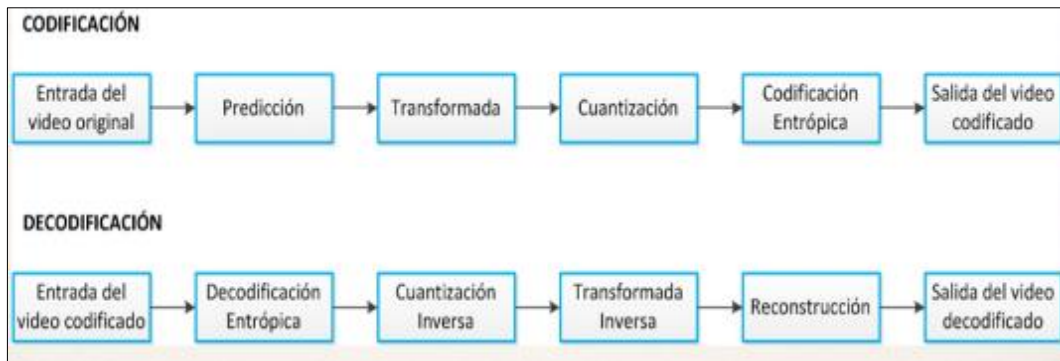 CODIFICACIÓN
Entrada del
video original
Predicción
Transformada
Cuantización
Codificación
Entrópica
Salida del video
codificado
DECODIFICACIÓN
Entrada del
video codificado
Decodificación
Entrópica
Cuantización
Inversa
Transformada
Inversa
Reconstrucción
Salida del video
decodificado